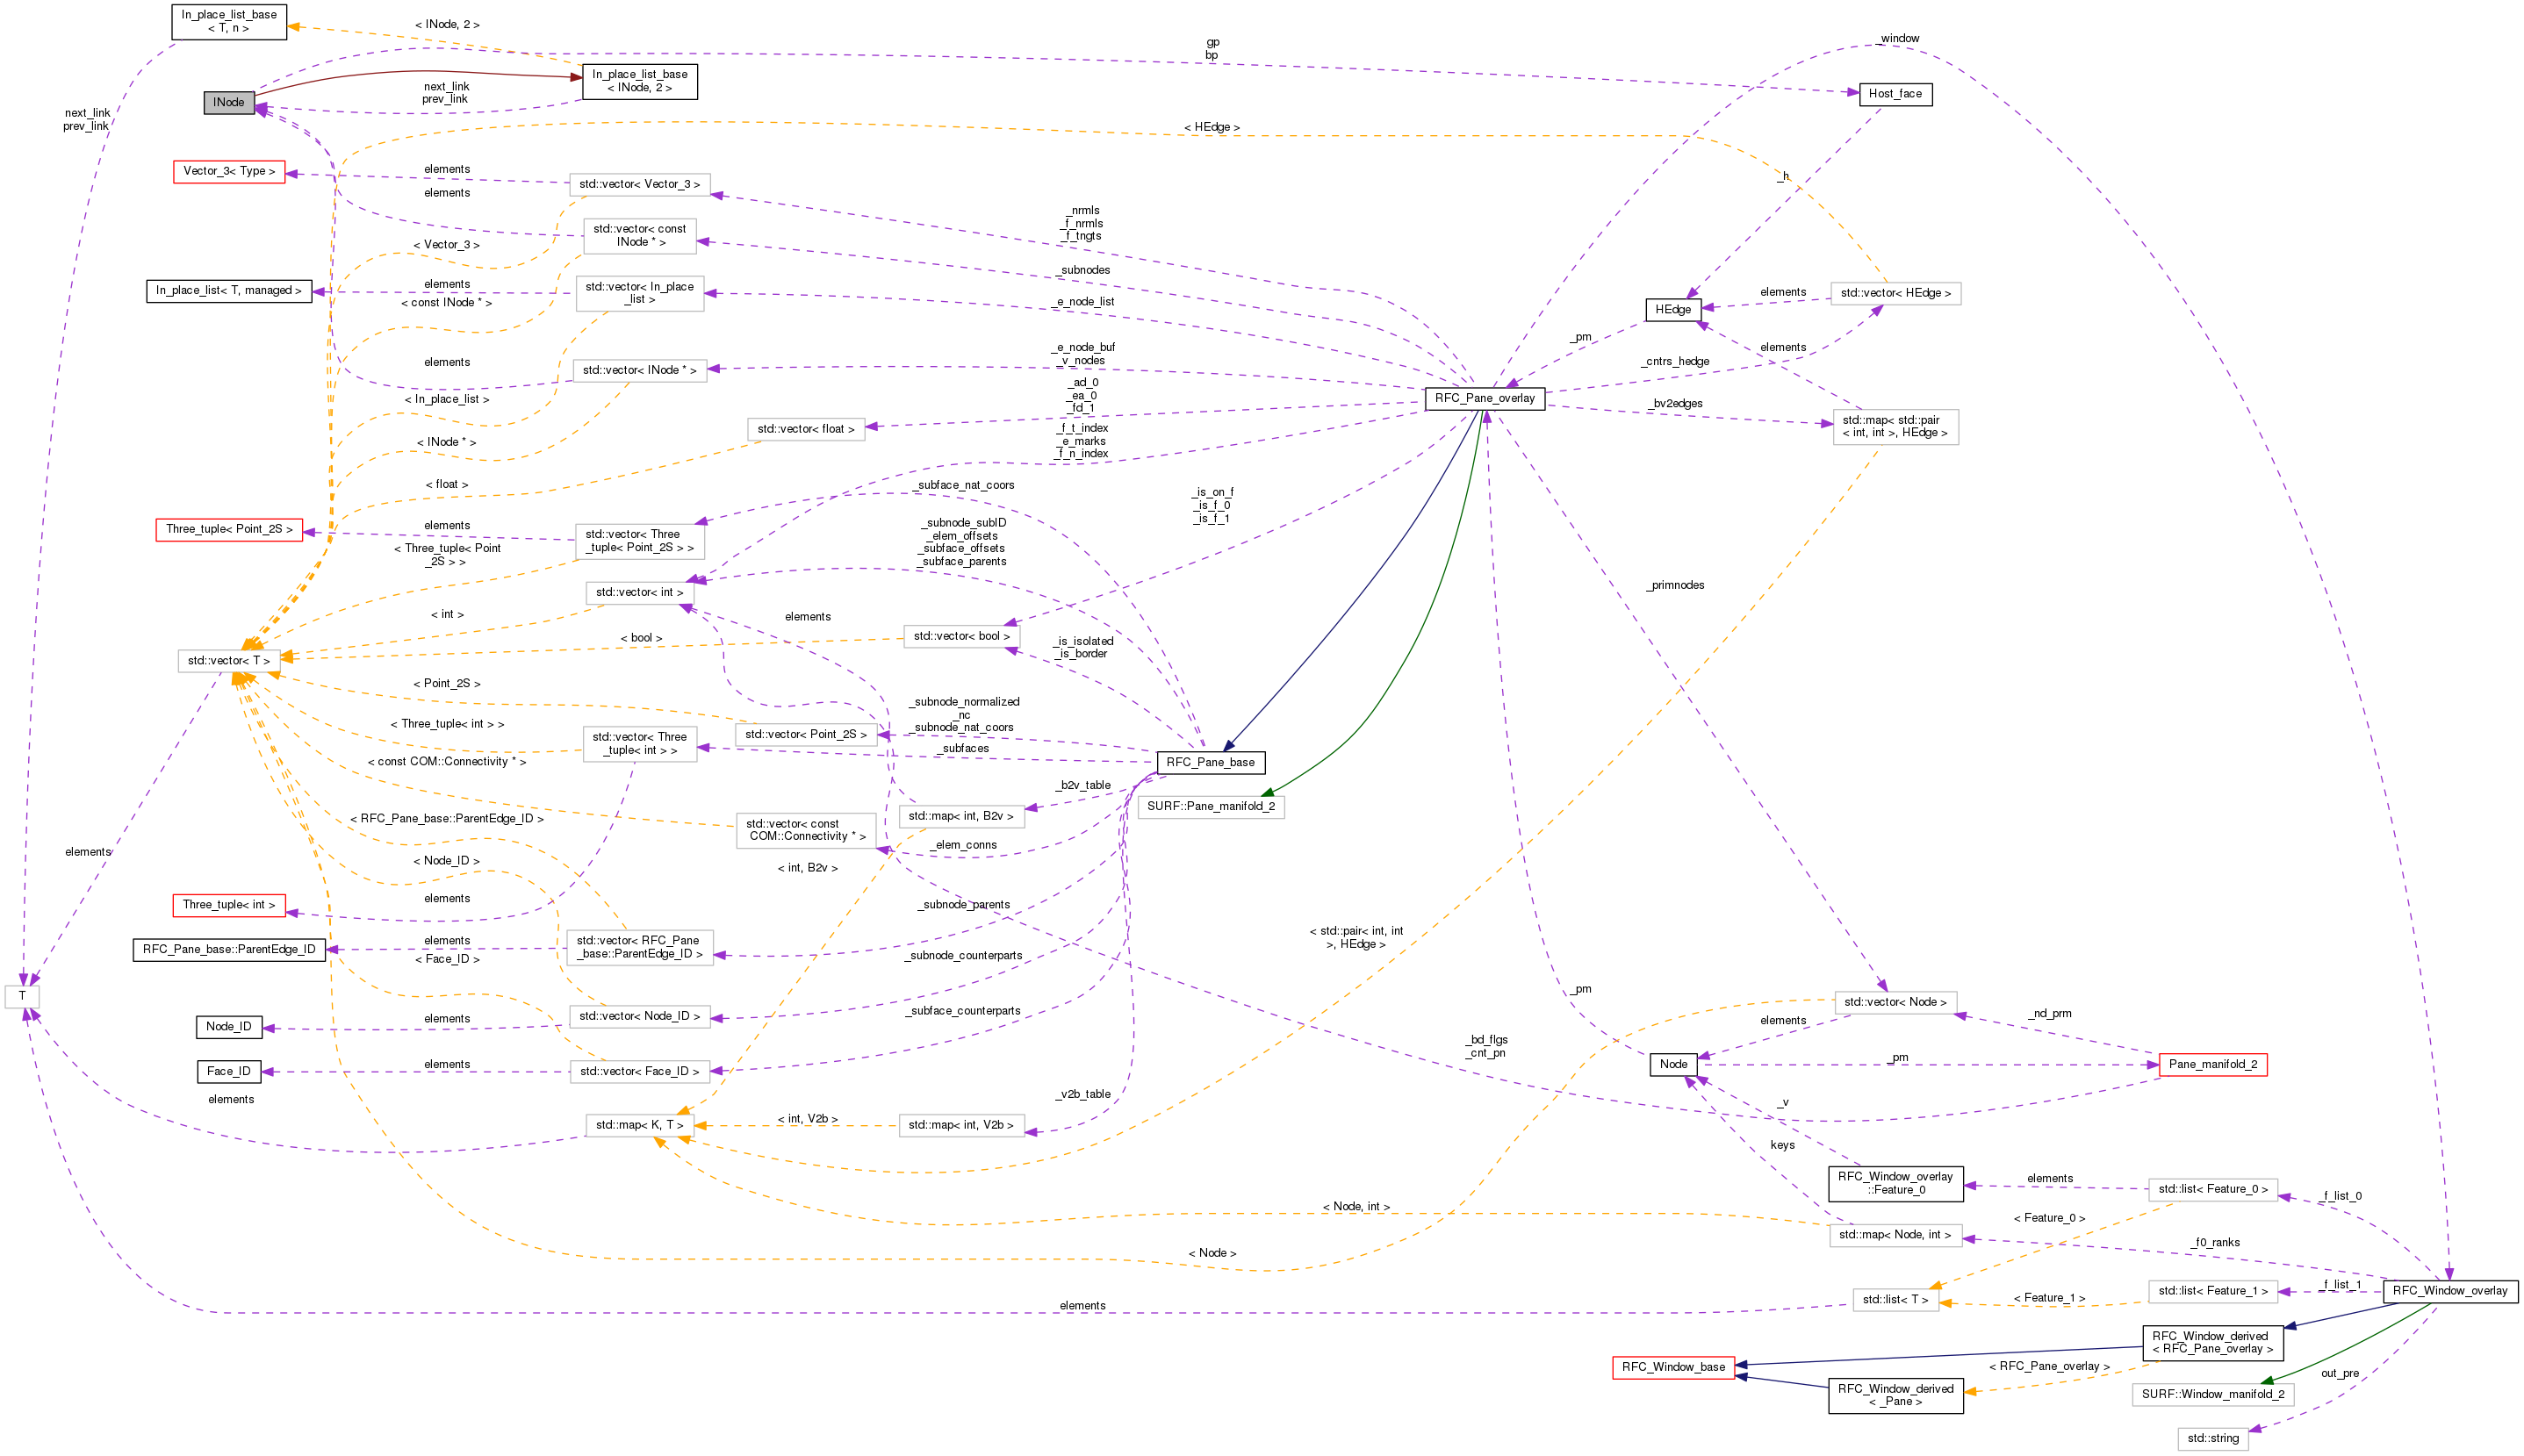 In_place_list_base
< T, n >
< INode, 2 >
gp
bp
_window
In_place_list_base
< INode, 2 >
next_link
prev_link
INode
Host_face
next_link
prev_link
< HEdge >
Vector_3< Type >
elements
std::vector< Vector_3 >
elements
_h
_nrmls
_f_nrmls
_f_tngts
std::vector< const
INode * >
< Vector_3 >
_subnodes
In_place_list< T, managed >
elements
std::vector< In_place
_list >
< const INode * >
_e_node_list
HEdge
elements
std::vector< HEdge >
_pm
_cntrs_hedge
elements
elements
std::vector< INode * >
_e_node_buf
_v_nodes
_ad_0
_ea_0
_fd_1
RFC_Pane_overlay
_bv2edges
std::map< std::pair
< int, int >, HEdge >
< In_place_list >
std::vector< float >
_f_t_index
_e_marks
_f_n_index
< INode * >
< float >
_subface_nat_coors
_is_on_f
_is_f_0
_is_f_1
Three_tuple< Point_2S >
elements
std::vector< Three
_tuple< Point_2S > >
_subnode_subID
_elem_offsets
_subface_offsets
_subface_parents
< Three_tuple< Point
_2S > >
std::vector< int >
_primnodes
< int >
elements
< bool >
std::vector< bool >
_is_isolated
_is_border
std::vector< T >
< Point_2S >
_subnode_normalized
_nc
_subnode_nat_coors
< Three_tuple< int > >
std::vector< Three
_tuple< int > >
std::vector< Point_2S >
_subfaces
RFC_Pane_base
< const COM::Connectivity * >
_b2v_table
SURF::Pane_manifold_2
< RFC_Pane_base::ParentEdge_ID >
std::vector< const
COM::Connectivity * >
std::map< int, B2v >
_elem_conns
elements
< Node_ID >
< int, B2v >
Three_tuple< int >
elements
_subnode_parents
RFC_Pane_base::ParentEdge_ID
elements
std::vector< RFC_Pane
_base::ParentEdge_ID >
< std::pair< int, int
>, HEdge >
< Face_ID >
_subnode_counterparts
T
_pm
std::vector< Node >
Node_ID
elements
std::vector< Node_ID >
_subface_counterparts
elements
_nd_prm
_bd_flgs
_cnt_pn
Face_ID
elements
std::vector< Face_ID >
Node
_pm
Pane_manifold_2
elements
_v2b_table
_v
std::map< K, T >
< int, V2b >
std::map< int, V2b >
keys
RFC_Window_overlay
::Feature_0
elements
std::list< Feature_0 >
_f_list_0
< Node, int >
< Feature_0 >
std::map< Node, int >
_f0_ranks
< Node >
elements
std::list< T >
< Feature_1 >
std::list< Feature_1 >
_f_list_1
RFC_Window_overlay
RFC_Window_derived
< RFC_Pane_overlay >
RFC_Window_base
< RFC_Pane_overlay >
out_pre
RFC_Window_derived
< _Pane >
SURF::Window_manifold_2
std::string